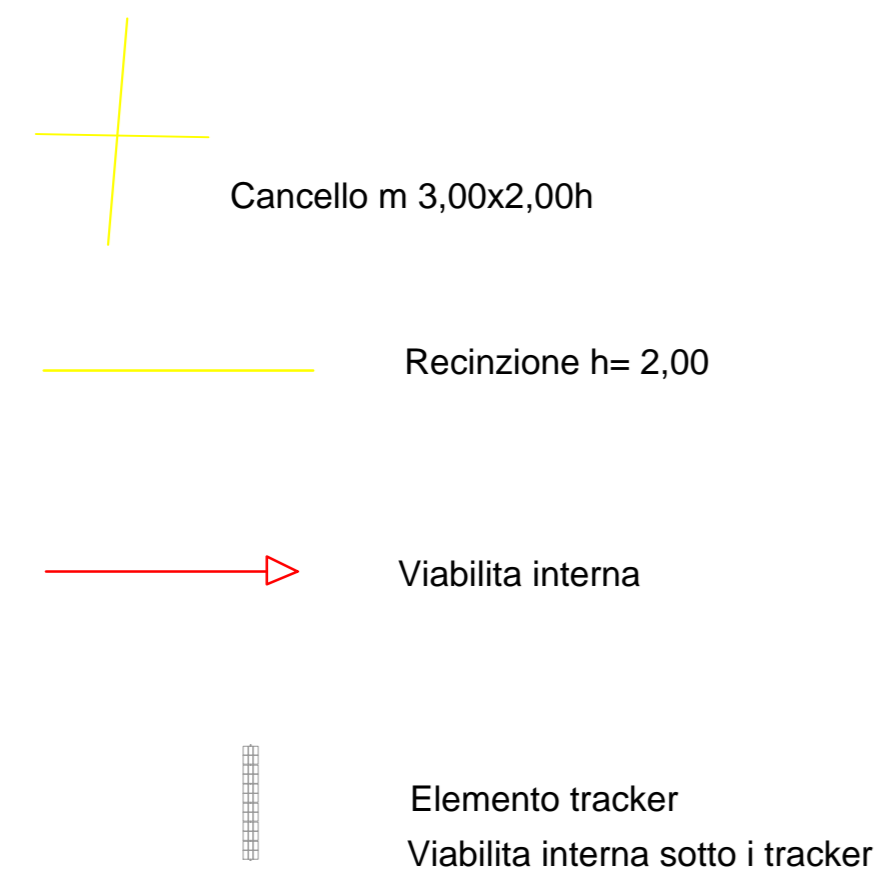 Cancello m 3,00x2,00h
Recinzione h= 2,00
Viabilita interna
Elemento tracker
Viabilita interna sotto i tracker